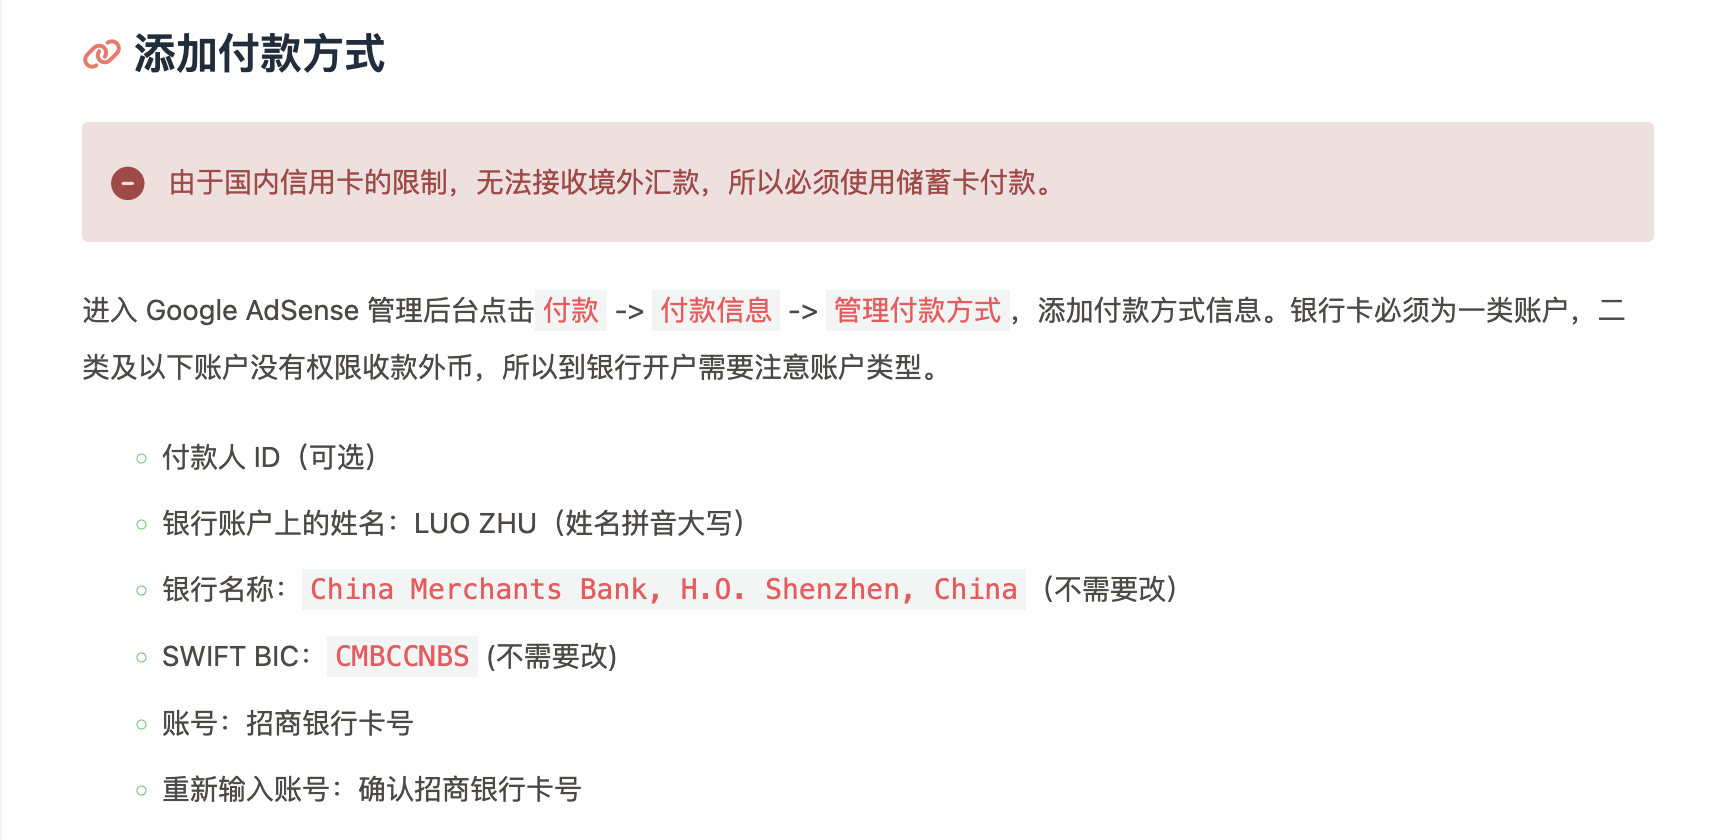 添加付款方式
由于国内信用卡的限制，无法接收境外汇款，所以必须使用储蓄卡付款。
进入 Google AdSense 管理后台点击 付款 -> 付款信息 -> 管理付款方式，添加付款方式信息。银行卡必须为一类账户，二
类及以下账户没有权限收款外币，所以到银行开户需要注意账户类型。
付款人 ID（可选）
银行账户上的姓名：LUO ZHU（姓名拼音大写）
银行名称：China Merchants Bank, H.O. Shenzhen, China（不需要改）
SWIFT BIC：CMBCCNBS (不需要改)
账号：招商银行卡号
重新输入账号：确认招商银行卡号